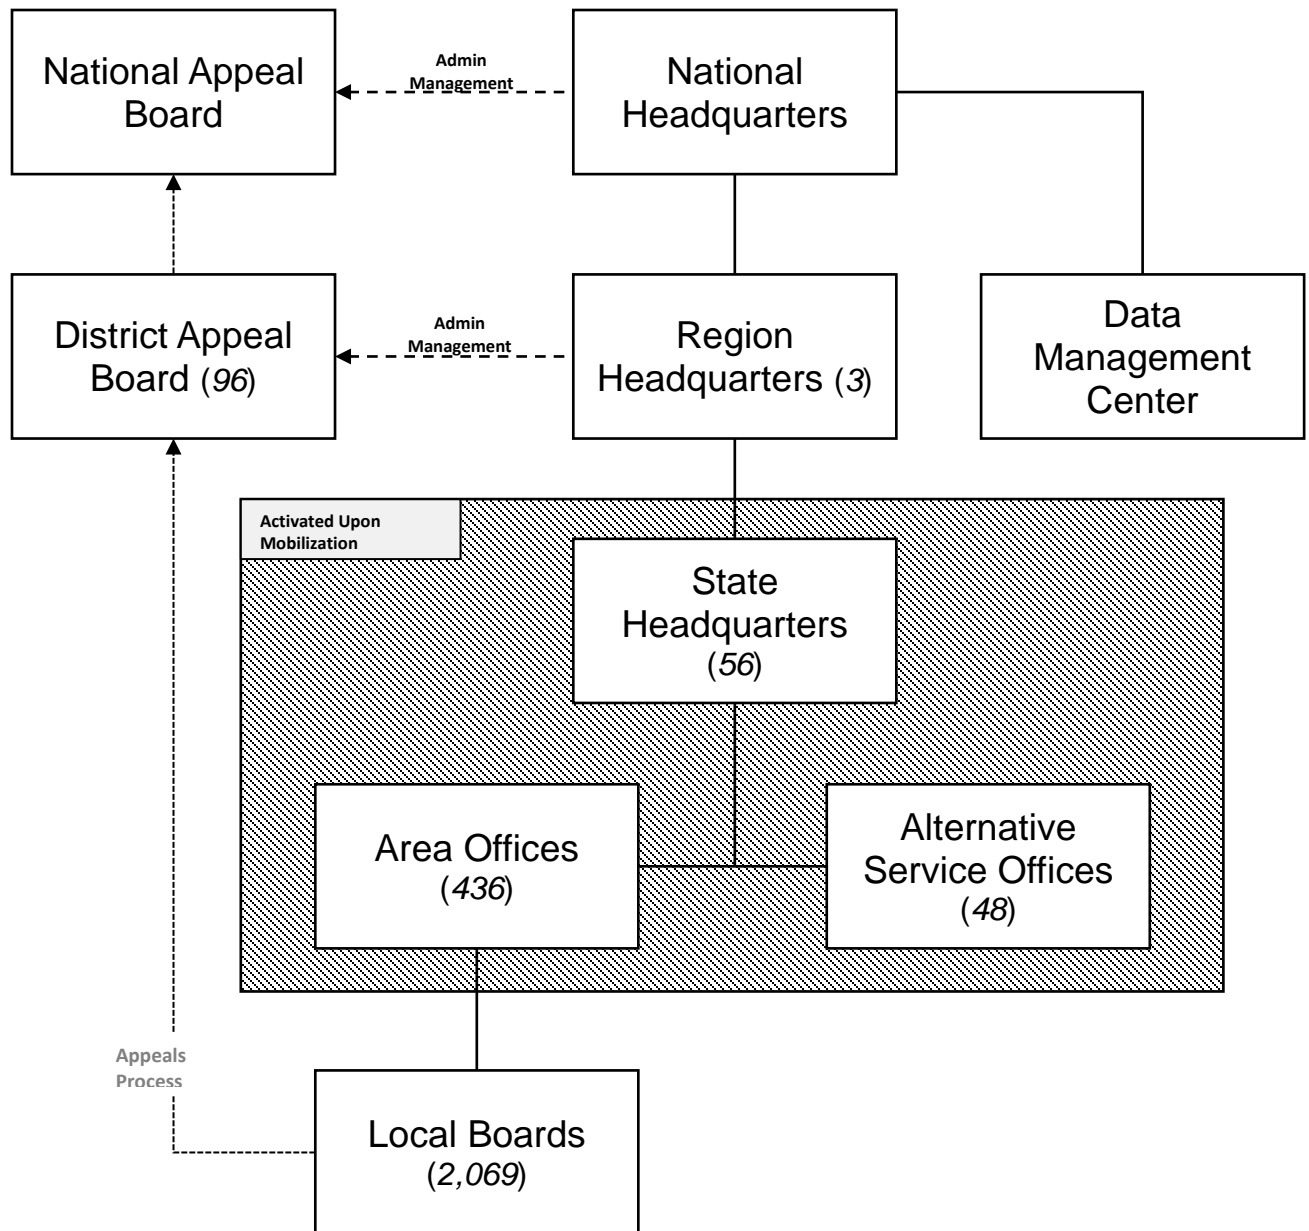 National Appeal
Board
Admin
Management
National
Headquarters
District Appeal
Board (96)
Admin
Management
Region
Headquarters (3)
Data
Management
Center
Activated Upon
Mobilization
State
Headquarters
(56)
Area Offices
(436)
Alternative
Service Offices
(48)
Appeals
Process
Local Boards
(2,069)